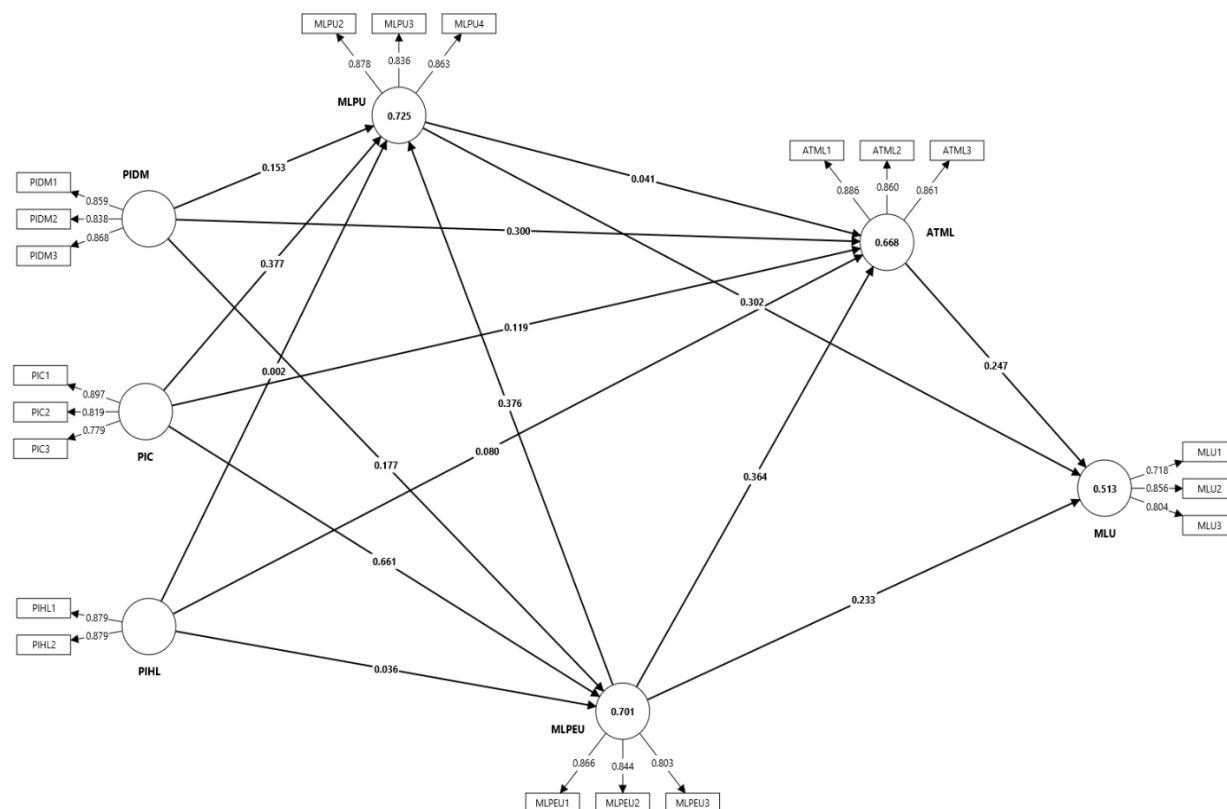 MLPU2 MLPU3 MLPU4
0.878 0.836 0.863
MLPU
0.725
PIDM
PIDM1 0.859
PIDM2 0.838
PIDM3 0.868
0.153
0.041
0.300
0.377
ATML1 ATML2 ATML3
0.886 0.860 0.861
0.668
ATML
0.302
0.119
0.002
0.247
PIC1 0.897
PIC2 0.819
PIC3 0.779
PIC
0.376
0.177
0.080
0.364
MLU1 0.718
MLU2 0.856
MLU3 0.804
0.513
MLU
0.661
0.233
PIHL1 0.879
PIHL2 0.879
PIHL
0.036
0.701
MLPEU
0.866 0.844 0.803
MLPEU1 MLPEU2 MLPEU3